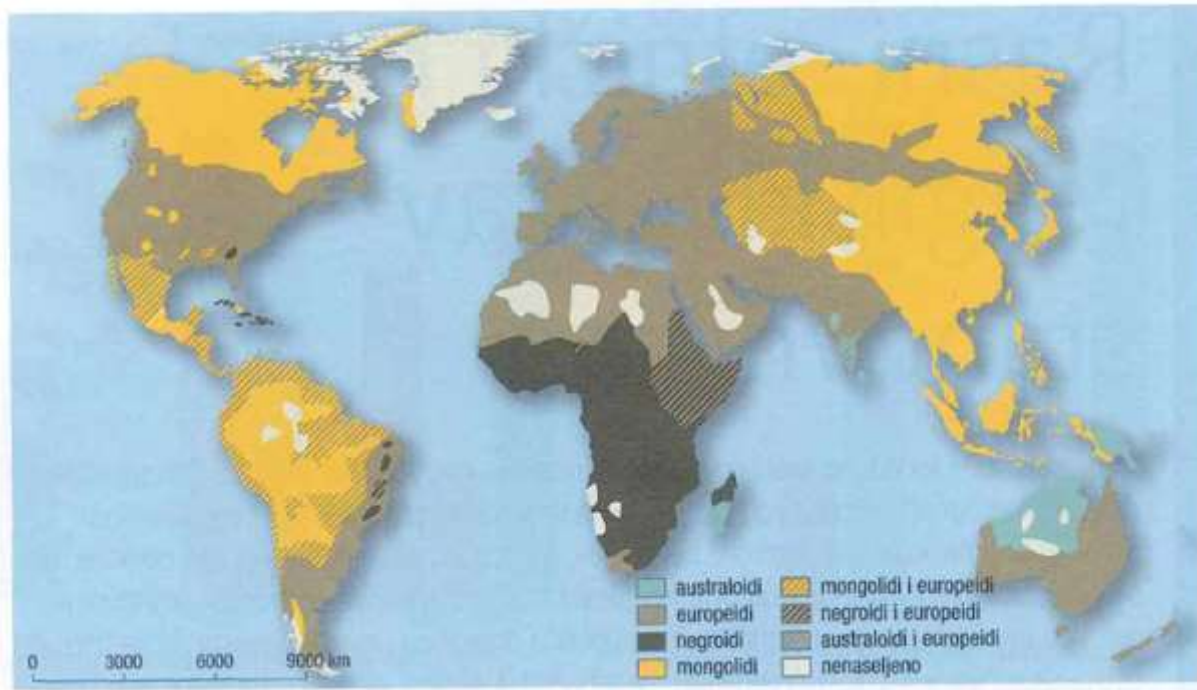 australoidi
europeidi
negroidi
mongolidi
mongolidi i europeidi
negroidi i europeidi
australoidi i europeidi
nenaseljeno
0 3000 6000 9000 km